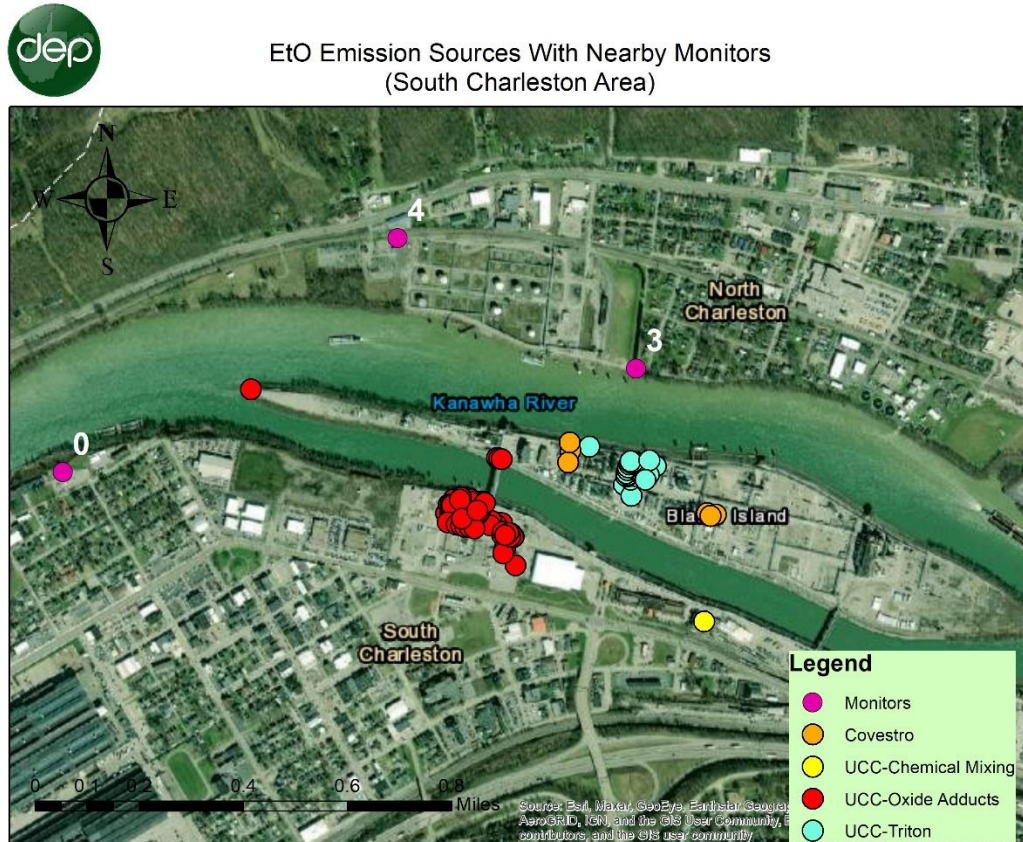 dep
EtO Emission Sources With Nearby Monitors
(South Charleston Area)
N
W E
S
4
North
Charleston
3
Kanawha River
0
Island
South
Charleston
Legend
Monitors
Covestro
UCC-Chemical Mixing
UCC-Oxide Adducts
UCC-Triton
0 0.1 0.2 0.4 0.6 0.8
Miles
Source: Esri, Maxar, GeoEye, Earthstar
AeroGRID, IGN, and the GIS User Community,
contributors, and the GIS user community